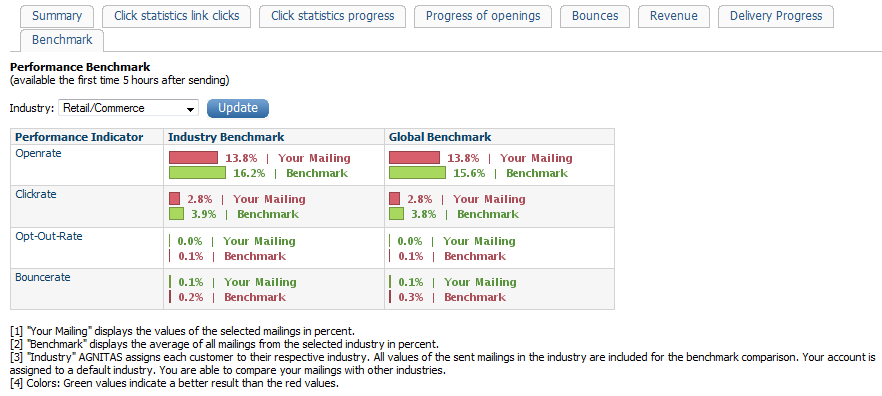 Summary Click statistics link clicks Click statistics progress Progress of openings Bounces Revenue Delivery Progress
Benchmark
Performance Benchmark
(available the first time 5 hours after sending)
Industry: Retail/Commerce Update
Performance Indicator Industry Benchmark Global Benchmark
Openrate 13.8% | Your Mailing 13.8% | Your Mailing
16.2% | Benchmark 15.6% | Benchmark
Clickrate 2.8% | Your Mailing 2.8% | Your Mailing
3.9% | Benchmark 3.8% | Benchmark
Opt-Out-Rate 0.0% | Your Mailing 0.0% | Your Mailing
0.1% | Benchmark 0.1% | Benchmark
Bouncerate 0.1% | Your Mailing 0.1% | Your Mailing
0.2% | Benchmark 0.3% | Benchmark
[1] "Your Mailing" displays the values of the selected mailings in percent.
[2] "Benchmark" displays the average of all mailings from the selected industry in percent.
[3] "Industry" AGNITAS assigns each customer to their respective industry. All values of the sent mailings in the industry are included for the benchmark comparison. Your account is
assigned to a default industry. You are able to compare your mailings with other industries.
[4] Colors: Green values indicate a better result than the red values.